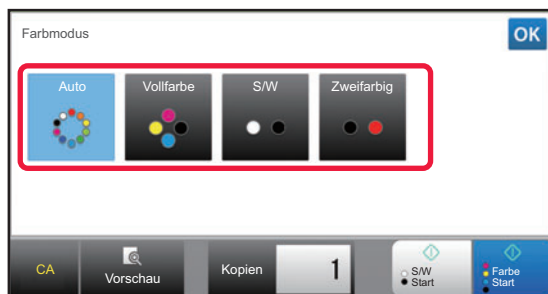 Farbmodus
OK
Auto
Vollfarbe
S/W
Zweifarbig
CA
Vorschau
Kopien
1
S/W
Start
Farbe
Start